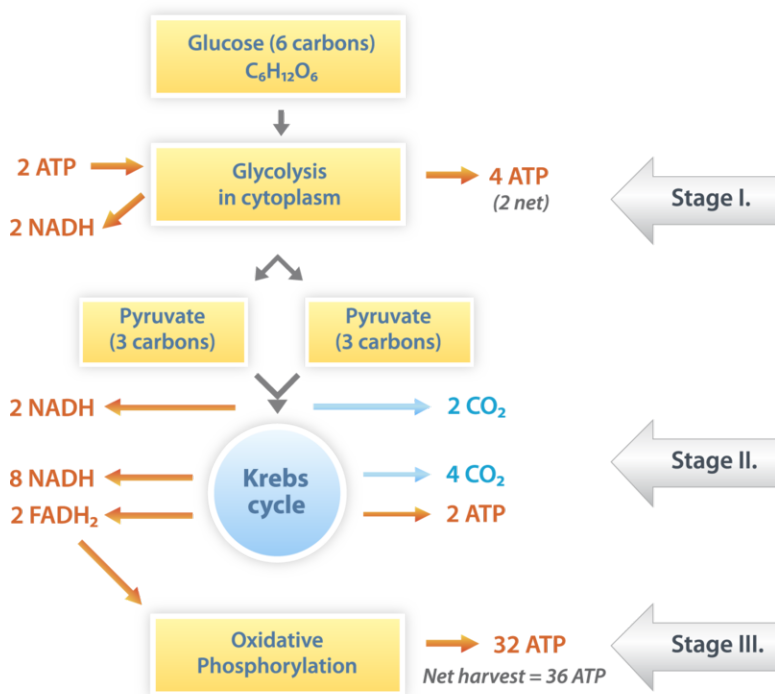 Glucose (6 carbons)
C₆H₁₂O₆
2 ATP
Glycolysis
in cytoplasm
4 ATP
(2 net)
Stage I.
2 NADH
Pyruvate
(3 carbons)
Pyruvate
(3 carbons)
2 NADH
2 CO₂
Krebs
cycle
8 NADH
4 CO₂
Stage II.
2 FADH₂
2 ATP
Oxidative
Phosphorylation
32 ATP
Net harvest = 36 ATP
Stage III.